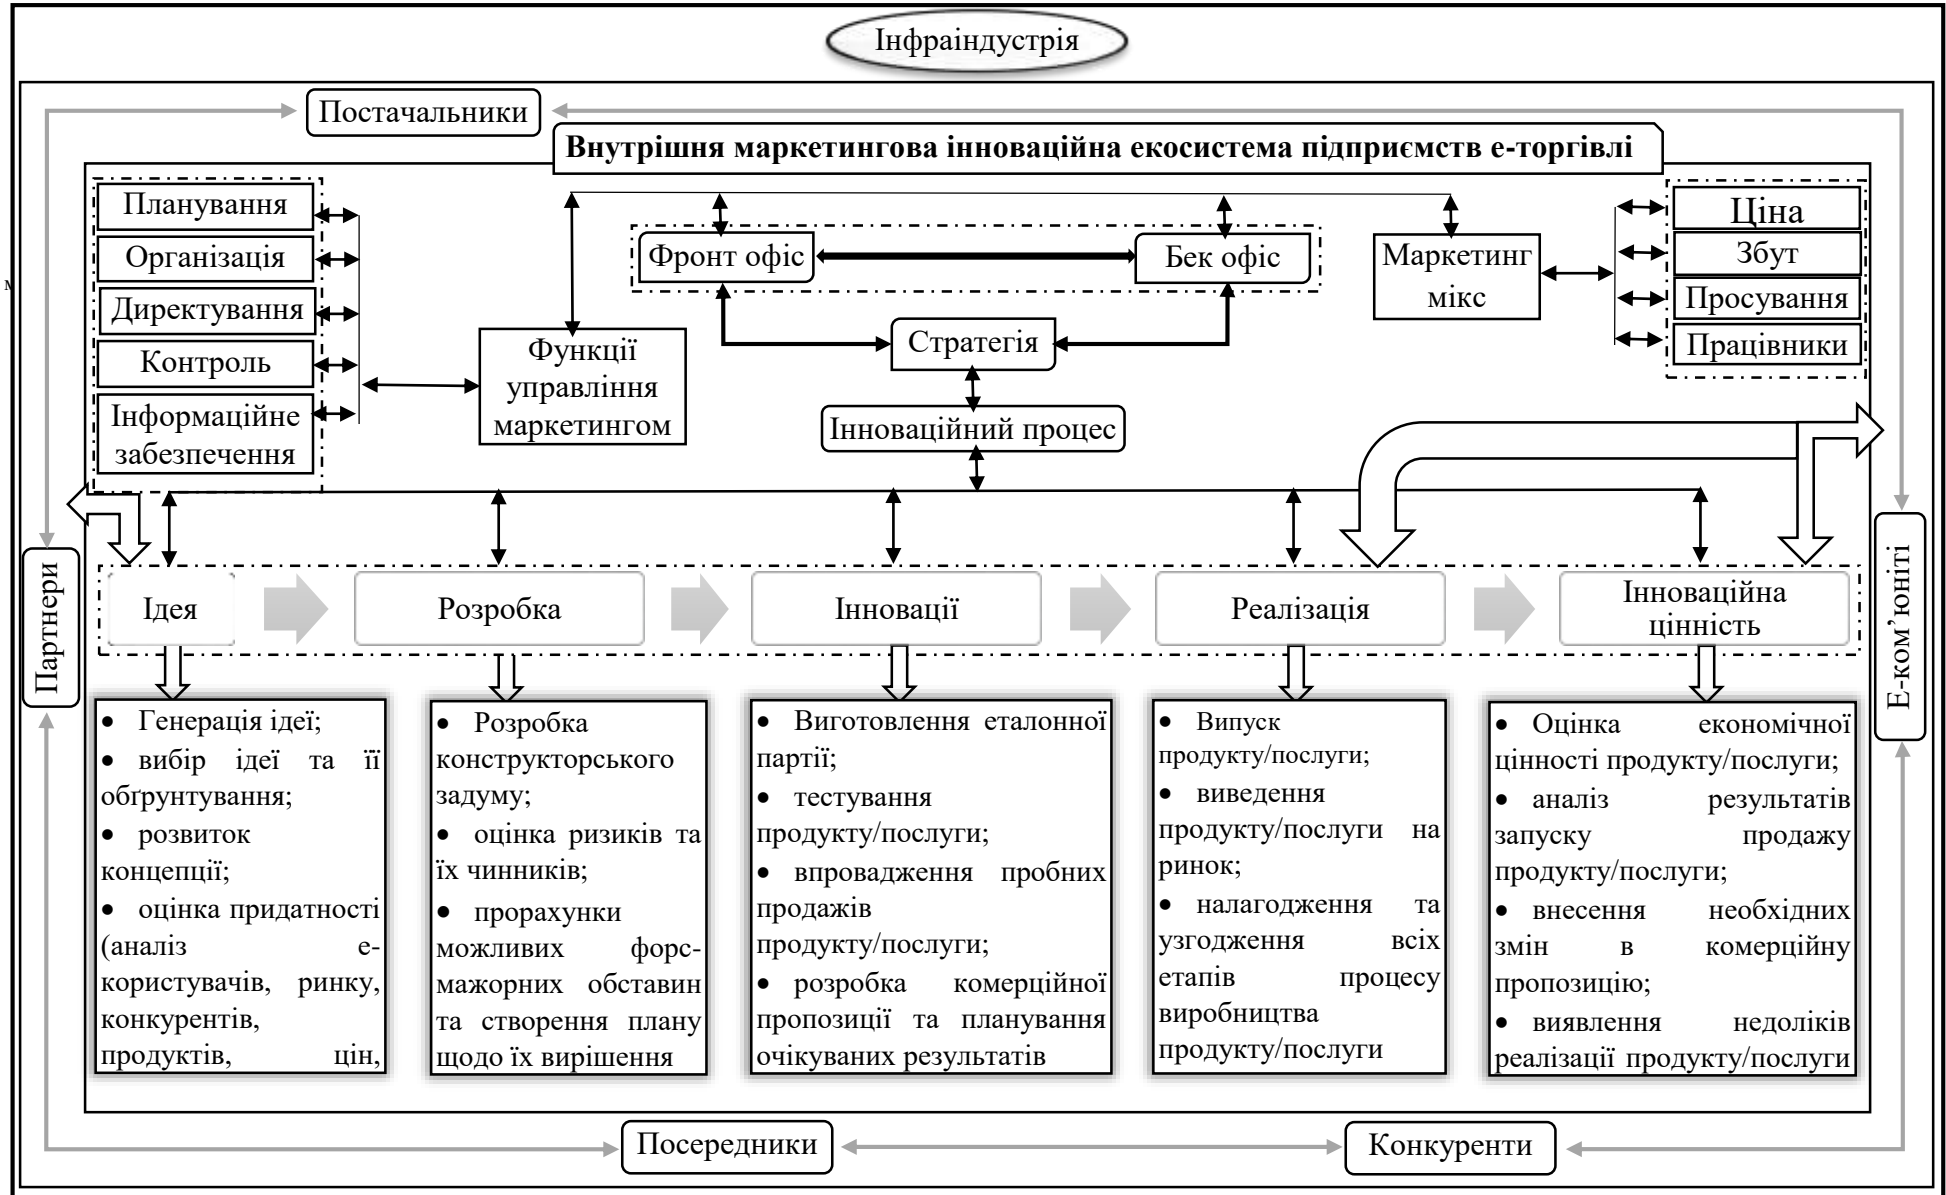 Інфраіндустрія
Постачальники
Внутрішня маркетингова інноваційна екосистема підприємств е-торгівлі
Планування
Організація
Директування
Контроль
Інформаційне
забезпечення
Функції
управління
маркетингом
Фронт офіс
Бек офіс
Стратегія
Інноваційний процес
Маркетинг
мікс
Ціна
Збут
Просування
Працівники
Партнери
Е-ком’юніті
Ідея
Розробка
Інновації
Реалізація
Інноваційна
цінність
• Генерація ідеї;
• вибір ідеї та її
обґрунтування;
• розвиток
концепції;
• оцінка придатності
(аналіз е-
користувачів, ринку,
конкурентів,
продуктів, цін,
• Розробка
конструкторського
задуму;
• оцінка ризиків та
їх чинників;
• прорахунки
можливих форс-
мажорних обставин
та створення плану
щодо їх вирішення
• Виготовлення еталонної
партії;
• тестування
продукту/послуги;
• впровадження пробних
продажів
продукту/послуги;
• розробка комерційної
пропозиції та планування
очікуваних результатів
• Випуск
продукту/послуги;
• виведення
продукту/послуги на
ринок;
• налагодження та
узгодження всіх
етапів процесу
виробництва
продукту/послуги
• Оцінка економічної
цінності продукту/послуги;
• аналіз результатів
запуску продажу
продукту/послуги;
• внесення необхідних
змін в комерційну
пропозицію;
• виявлення недоліків
реалізації продукту/послуги
Посередники
Конкуренти